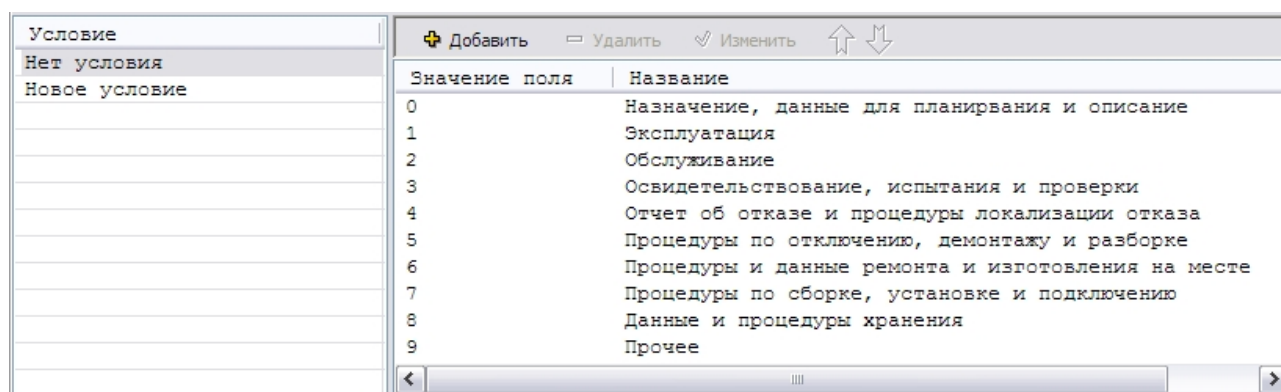 Условие
Нет условия
Новое условие
Добавить Удалить Изменить
Значение поля Название
0 Назначение, данные для планирвания и описание
1 Эксплуатация
2 Обслуживание
3 Освидетельствование, испытания и проверки
4 Отчет об отказе и процедуры локализации отказа
5 Процедуры по отключению, демонтажу и разборке
6 Процедуры и данные ремонта и изготовления на месте
7 Процедуры по сборке, установке и подключению
8 Данные и процедуры хранения
9 Прочее